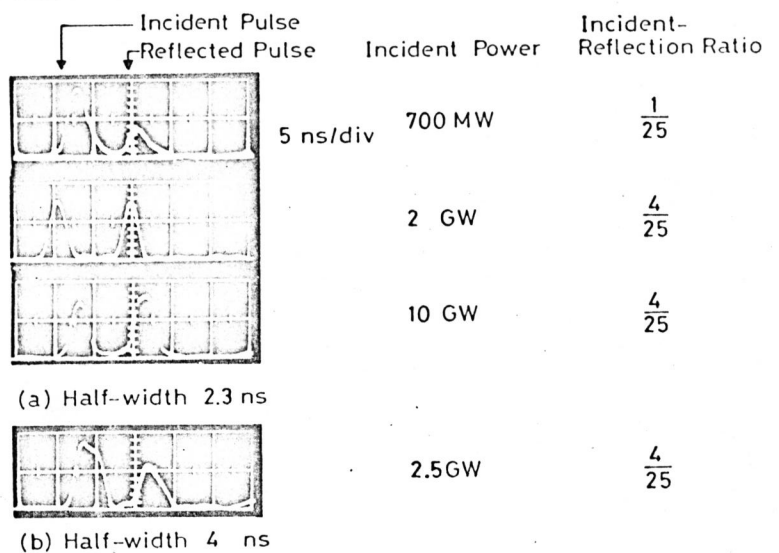 Incident Pulse
Reflected Pulse
Incident Power
Incident-
Reflection Ratio
5 ns/div
700 MW
1
25
2 GW
4
25
10 GW
4
25
(a) Half-width 2.3 ns
2.5GW
4
25
(b) Half-width 4 ns